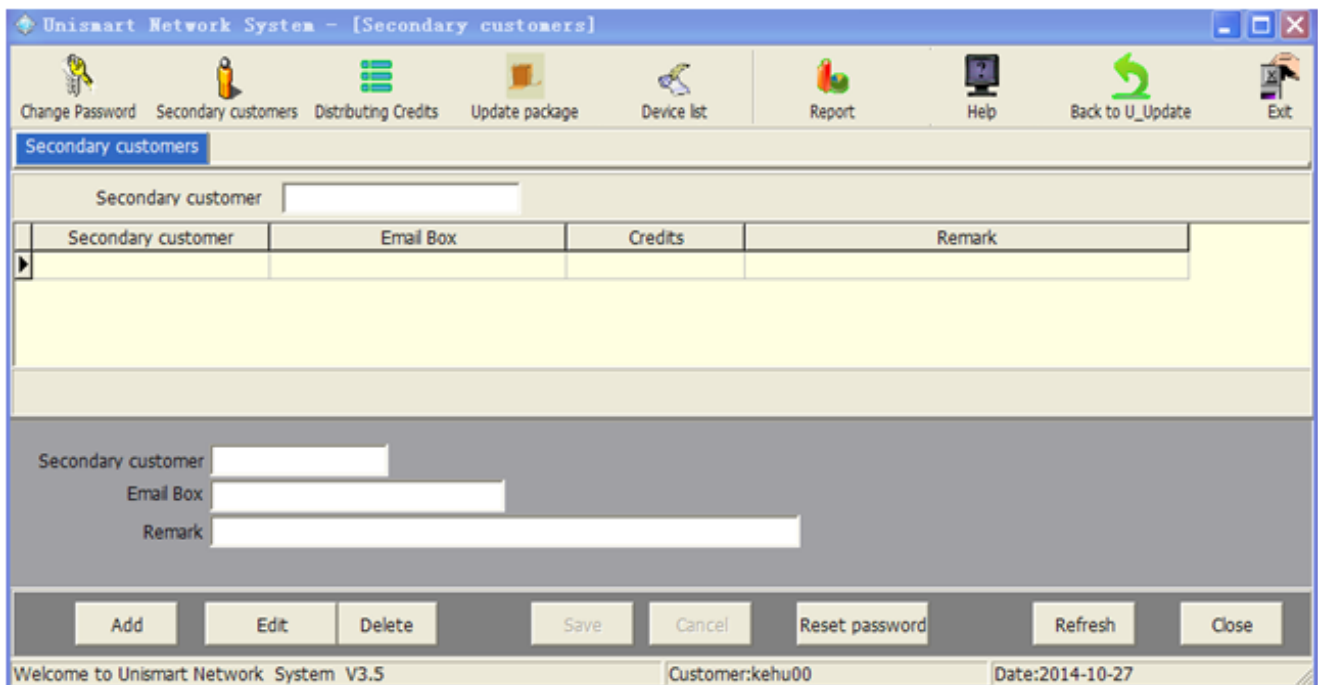 Unismart Network System - [Secondary customers]
Change Password Secondary customers Distributing Credits Update package Device list Report Help Back to U_Update Exit
Secondary customers
Secondary customer
Secondary customer Email Box Credits Remark
Secondary customer
Email Box
Remark
Add Edit Delete Save Cancel Reset password Refresh Close
Welcome to Unismart Network System V3.5 Customer:kehu00 Date:2014-10-27